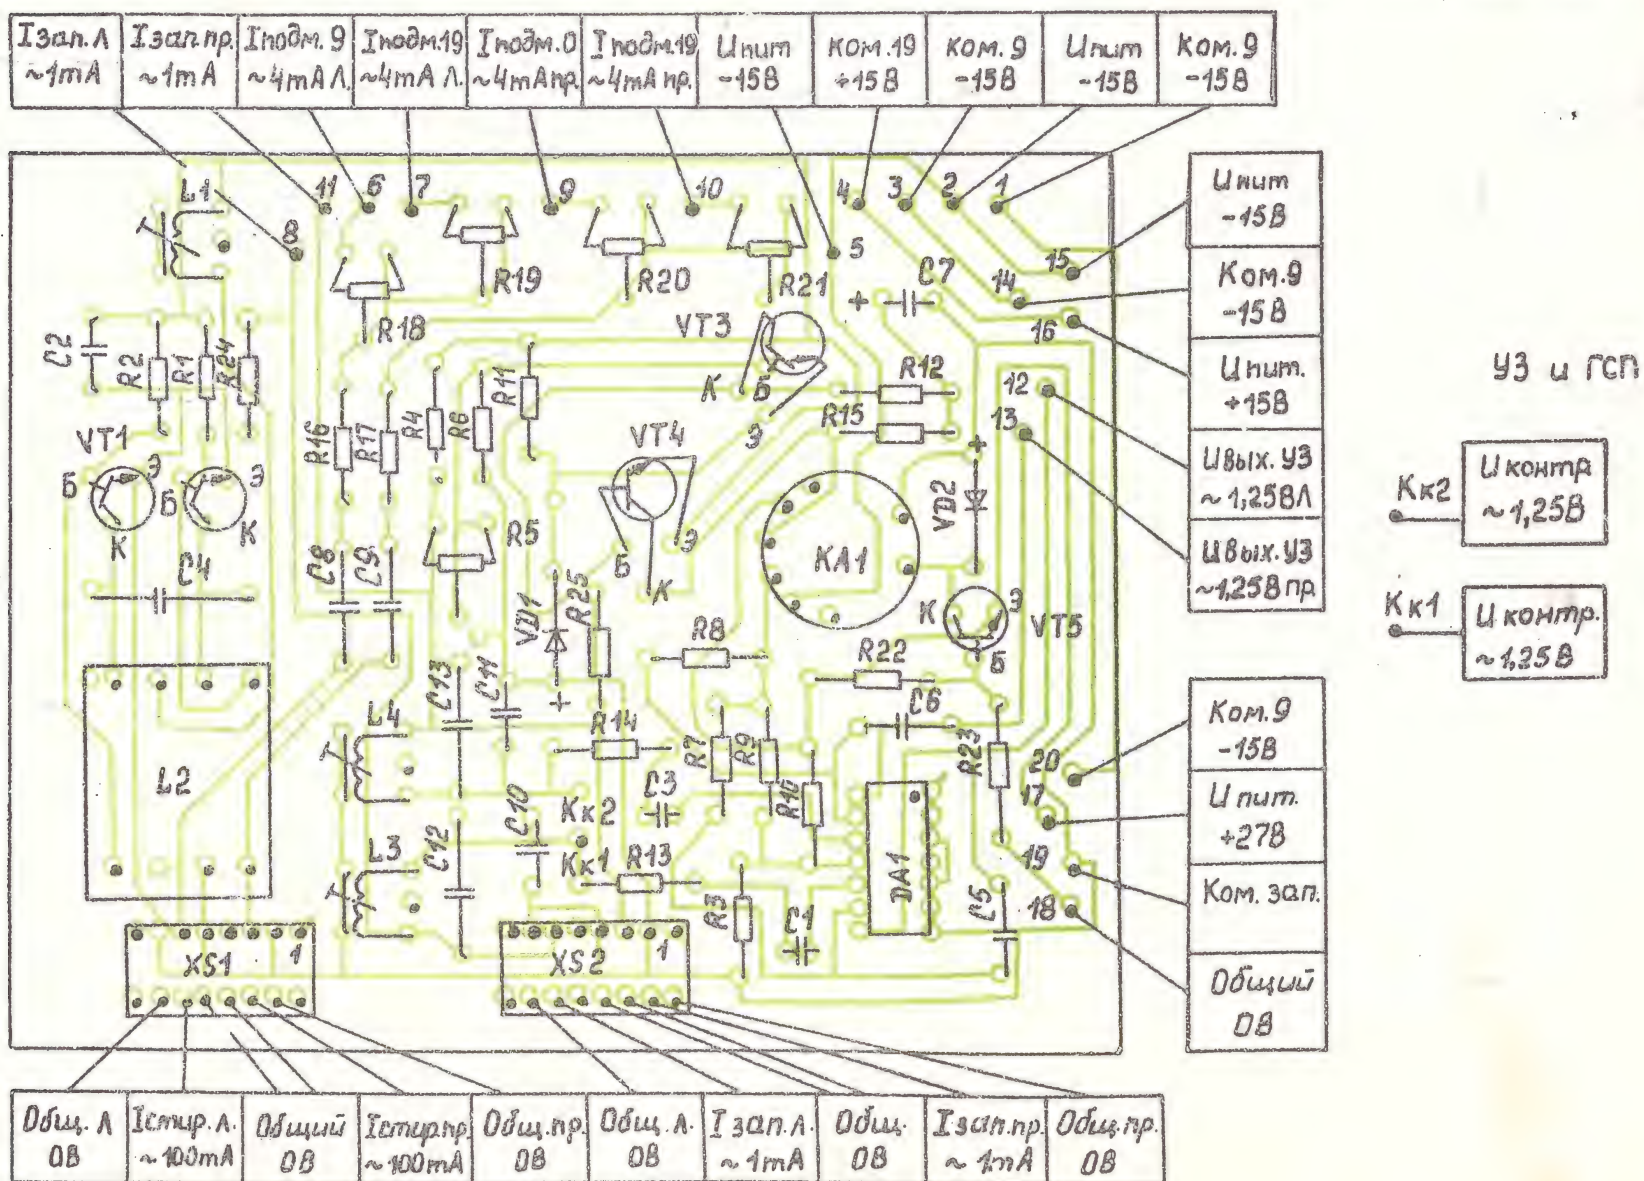 Iзап.л
~1mA
Iзап.пр.
~1mA
Iподм.9
~4mA Л.
Iподм.19
~4mA Л.
Iподм.0
~4mAпр.
Iподм.19
~4mA пр.
Uпит
-15В
Ком.19
+15В
Ком.9
-15В
Uпит
-15В
Ком.9
-15В
L1
11
6
7
9
10
4
3
2
1
8
5
15
14
16
R19
R20
R21
C7
+
R18
VT3
C2
R2
R1
R24
R16
R17
R4
R6
R11
К
Б
Э
R12
R15
12
13
VT1
Б
Э
К
Б
Э
К
VT4
Б
Э
К
C4
C8
C9
R5
VD1
+
R25
КА1
VD2
+
К
Э
Б
VT5
R8
R22
C6
L2
L4
C13
C11
R14
R7
R9
R10
R23
20
17
C3
C10
Кк2
Кк1
R13
L3
C12
R3
C1
DA1
C5
19
18
XS1
1
XS2
1
Uпит
-15В
Ком.9
-15В
Uпит.
+15В
Uвых.УЗ
~1,25ВЛ
Uвых.УЗ
~1,25В пр
Ком.9
-15В
Uпит.
+27В
Ком. зап.
Общий
0В
УЗ и ГСП
Кк2
Uконтр
~1,25В
Кк1
Uконтр.
~1,25В
Общ. Л
0В
Iстир.Л.
~100mA
Общий
0В
Iстир.пр.
~100mA
Общ.пр.
0В
Общ.Л.
0В
Iзап.Л.
~1mA
Общ.
0В
Iзап.пр.
~1mA
Общ.пр.
0В